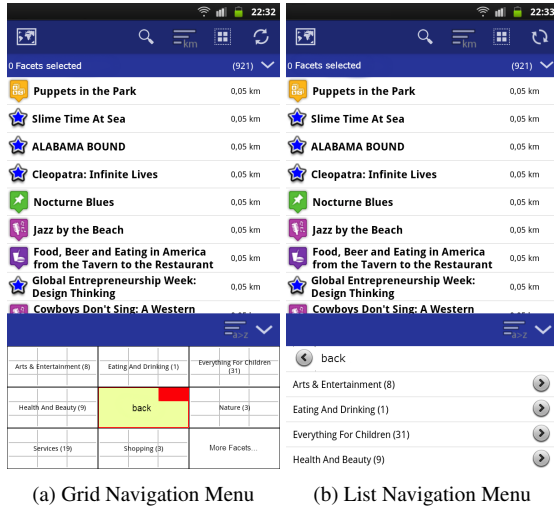 22:32
km
0 Facets selected (921)
Puppets in the Park 0,05 km
Slime Time At Sea 0,05 km
ALABAMA BOUND 0,05 km
Cleopatra: Infinite Lives 0,05 km
Nocturne Blues 0,05 km
Jazz by the Beach 0,05 km
Food, Beer and Eating in America
from the Tavern to the Restaurant 0,05 km
Global Entrepreneurship Week:
Design Thinking 0,05 km
Cowboys Don't Sing: A Western
a>z
Arts & Entertainment (8) Eating And Drinking (1) Everything For Children
(31)
Health And Beauty (9) back Nature (3)
Services (19) Shopping (3) More Facets...
(a) Grid Navigation Menu
22:33
km
0 Facets selected (921)
Puppets in the Park 0,05 km
Slime Time At Sea 0,05 km
ALABAMA BOUND 0,05 km
Cleopatra: Infinite Lives 0,05 km
Nocturne Blues 0,05 km
Jazz by the Beach 0,05 km
Food, Beer and Eating in America
from the Tavern to the Restaurant 0,05 km
Global Entrepreneurship Week:
Design Thinking 0,05 km
Cowboys Don't Sing: A Western
a>z
back
Arts & Entertainment (8)
Eating And Drinking (1)
Everything For Children (31)
Health And Beauty (9)
(b) List Navigation Menu